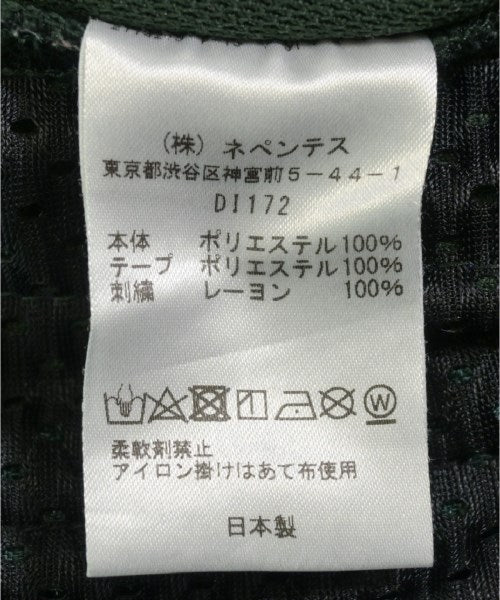 （株）ネペンテス
東京都渋谷区神宮前５－４４－１
DI172
本体 ポリエステル100％
テープ ポリエステル100％
刺繍 レーヨン 100％
W
柔軟剤禁止
アイロン掛けはあて布使用
日本製